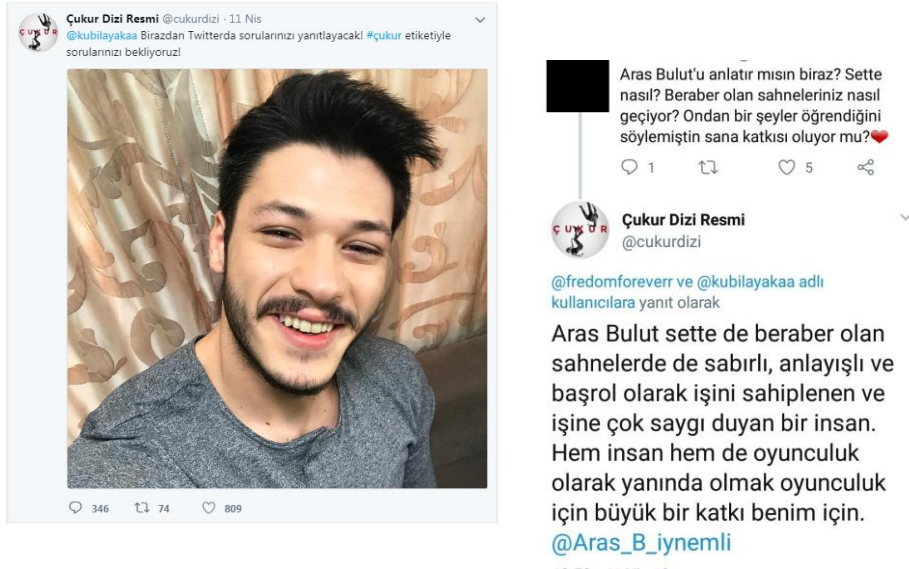 Çukur Dizi Resmi @cukurdizi · 11 Nis
@kubilayakaa Birazdan Twitterda sorularınızı yanıtlayacak! #çukur etiketiyle
sorularınızı bekliyoruz!
346 74 809
Aras Bulut'u anlatır mısın biraz? Sette
nasıl? Beraber olan sahneleriniz nasıl
geçiyor? Ondan bir şeyler öğrendiğini
söylemiştin sana katkısı oluyor mu?❤
1 5
ÇUKUR
Çukur Dizi Resmi
@cukurdizi
@fredomforeverr ve @kubilayakaa adlı
kullanıcılara yanıt olarak
Aras Bulut sette de beraber olan
sahnelerde de sabırlı, anlayışlı ve
başrol olarak işini sahiplenen ve
işine çok saygı duyan bir insan.
Hem insan hem de oyunculuk
olarak yanında olmak oyunculuk
için büyük bir katkı benim için.
@Aras_B_iynemli